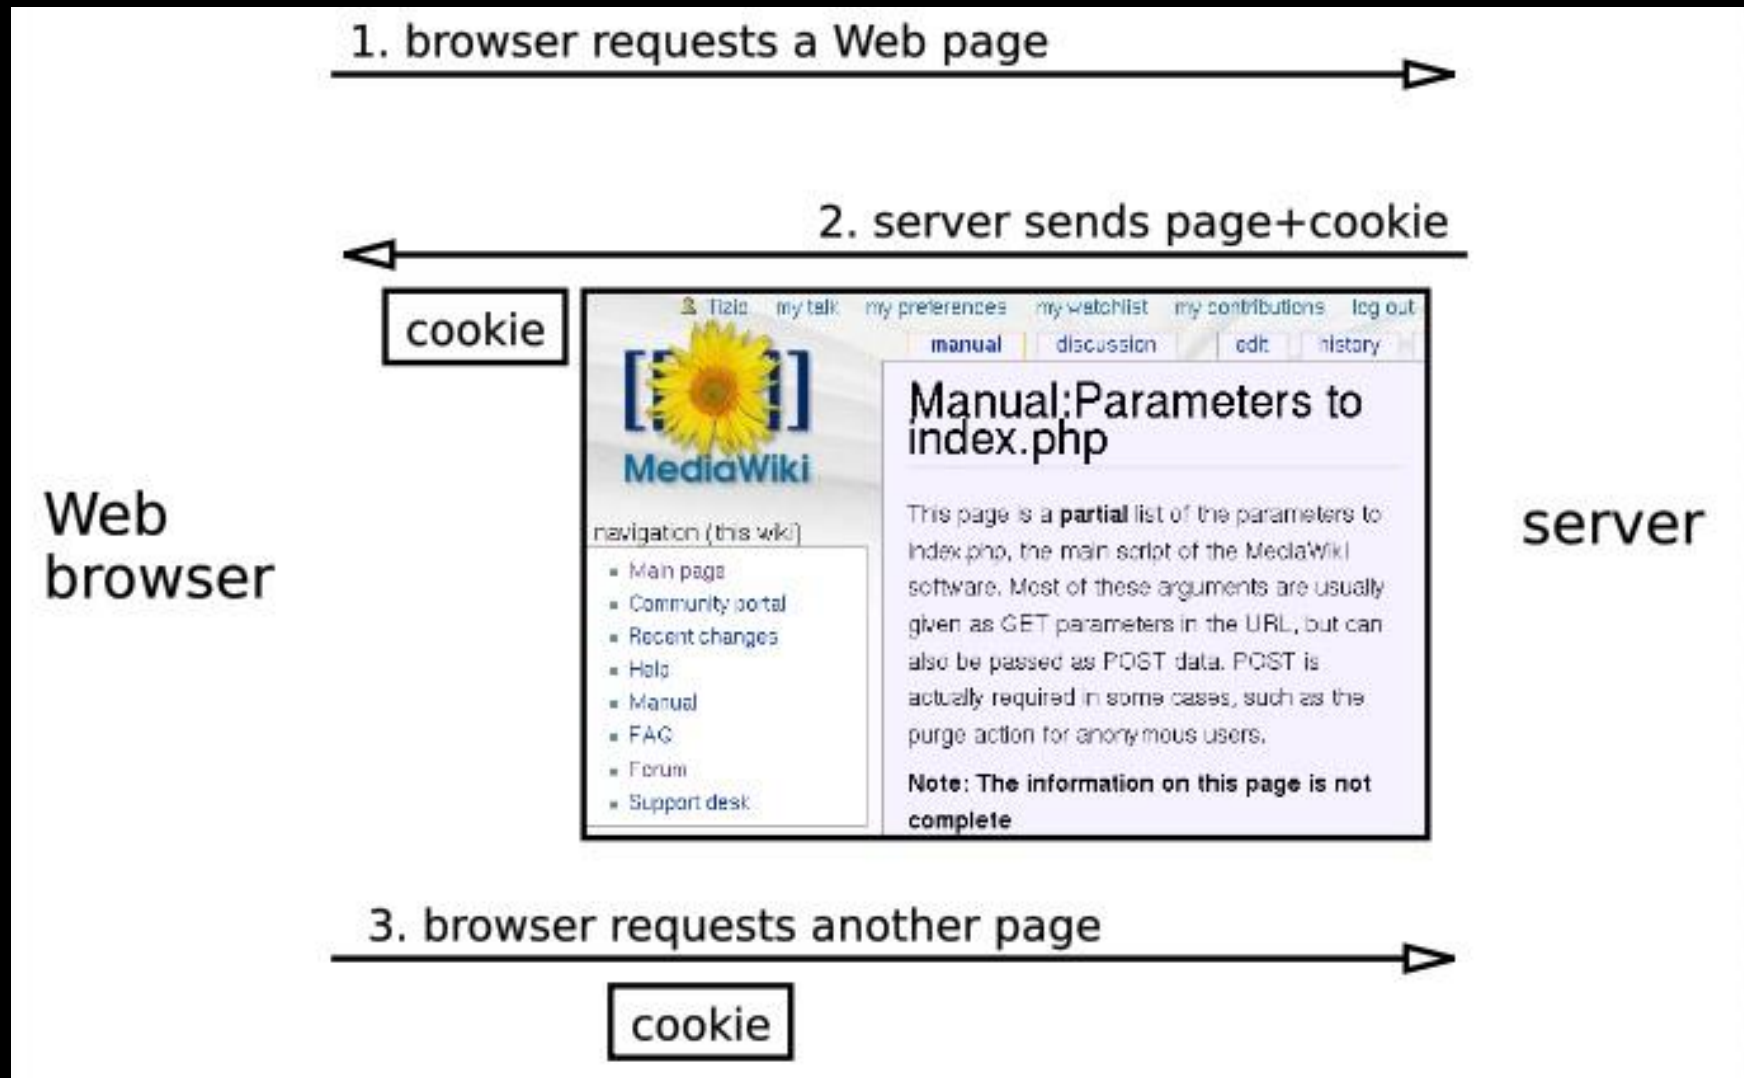 1. browser requests a Web page
2. server sends page+cookie
cookie
Tizio my talk my preferences my watchlist my contributions log out
manual discussion edit history
[[ ]]
MediaWiki
Manual:Parameters to
index.php
navigation (this wiki)
Main page
Community portal
Recent changes
Help
Manual
FAQ
Forum
Support desk
This page is a partial list of the parameters to
index.php, the main script of the MediaWiki
software. Most of these arguments are usually
given as GET parameters in the URL, but can
also be passed as POST data. POST is
actually required in some cases, such as the
purge action for anonymous users.
Note: The information on this page is not
complete
Web
browser
server
3. browser requests another page
cookie